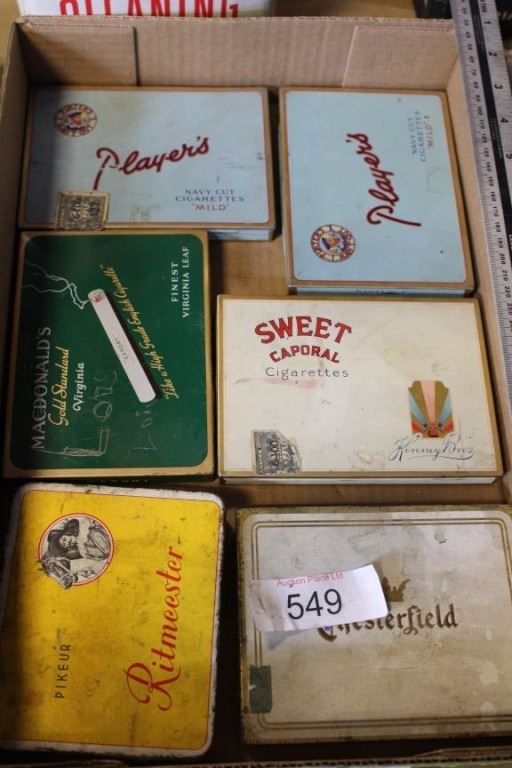 CLEANING
Player's
NAVY CUT
CIGARETTES
"MILD"
Player's
NAVY CUT
CIGARETTES
"MILD"
MACDONALD'S
Gold Standard
Virginia
Like a High Grade English Cigarette
FINEST
VIRGINIA LEAF
SWEET
CAPORAL
Cigarettes
Kinney Bros
PIKEUR
Ritmeester
Auction Place Ltd
549
Chesterfield